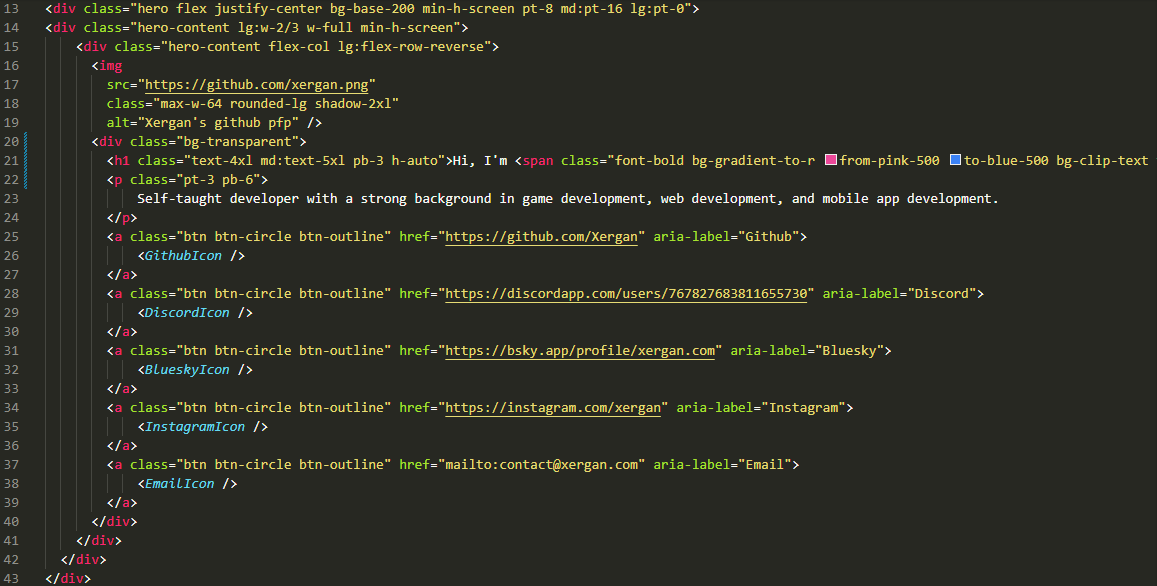 13 <div class="hero flex justify-center bg-base-200 min-h-screen pt-8 md:pt-16 lg:pt-0">
14 <div class="hero-content lg:w-2/3 w-full min-h-screen">
15 <div class="hero-content flex-col lg:flex-row-reverse">
16 <img
17 src="https://github.com/xergan.png"
18 class="max-w-64 rounded-lg shadow-2xl"
19 alt="Xergan's github pfp" />
20 <div class="bg-transparent">
21 <h1 class="text-4xl md:text-5xl pb-3 h-auto">Hi, I'm <span class="font-bold bg-gradient-to-r from-pink-500 to-blue-500 bg-clip-text
22 <p class="pt-3 pb-6">
23 Self-taught developer with a strong background in game development, web development, and mobile app development.
24 </p>
25 <a class="btn btn-circle btn-outline" href="https://github.com/Xergan" aria-label="Github">
26 <GithubIcon />
27 </a>
28 <a class="btn btn-circle btn-outline" href="https://discordapp.com/users/767827683811655730" aria-label="Discord">
29 <DiscordIcon />
30 </a>
31 <a class="btn btn-circle btn-outline" href="https://bsky.app/profile/xergan.com" aria-label="Bluesky">
32 <BlueskyIcon />
33 </a>
34 <a class="btn btn-circle btn-outline" href="https://instagram.com/xergan" aria-label="Instagram">
35 <InstagramIcon />
36 </a>
37 <a class="btn btn-circle btn-outline" href="mailto:contact@xergan.com" aria-label="Email">
38 <EmailIcon />
39 </a>
40 </div>
41 </div>
42 </div>
43 </div>